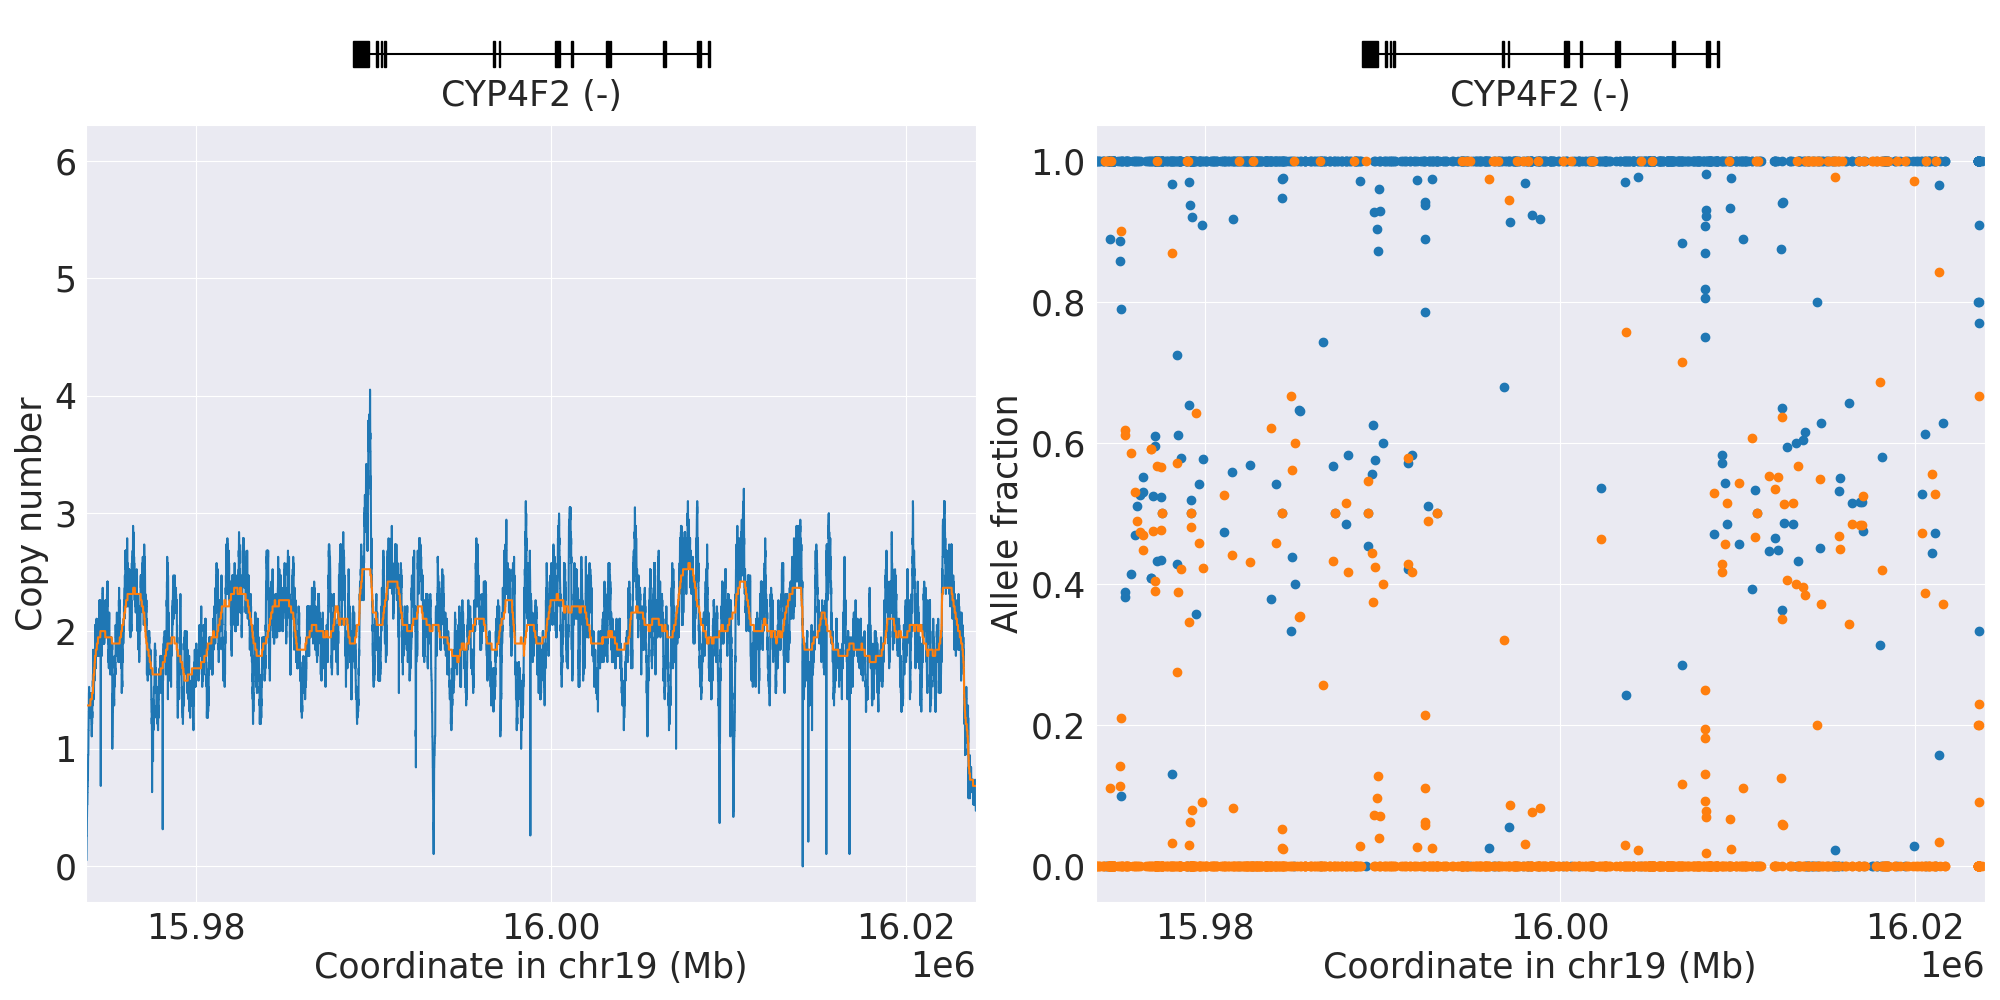 CYP4F2 (-)
CYP4F2 (-)
6
5
4
3
2
1
0
Copy number
15.98
16.00
16.02
Coordinate in chr19 (Mb)
1e6
1.0
0.8
0.6
0.4
0.2
0.0
Allele fraction
15.98
16.00
16.02
Coordinate in chr19 (Mb)
1e6